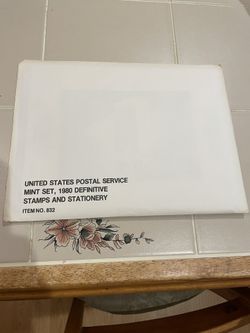 UNITED STATES POSTAL SERVICE
MINT SET, 1980 DEFINITIVE
STAMPS AND STATIONERY
ITEM NO. 832